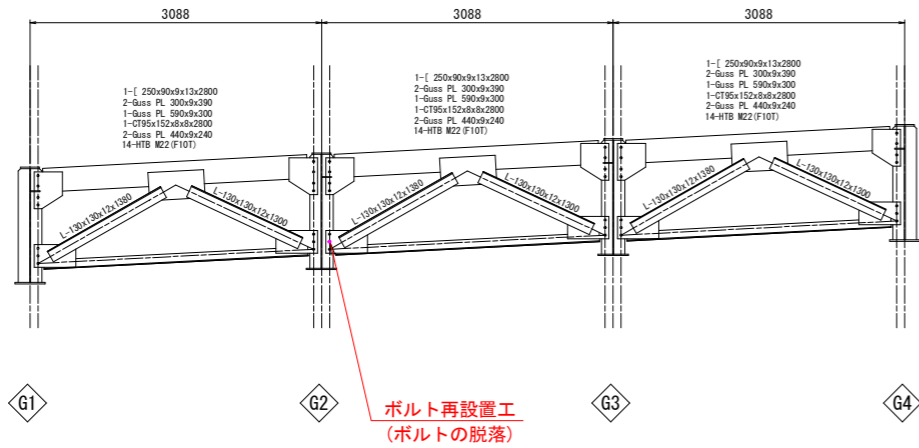 3088
3088
3088
1-[ 250x90x9x13x2800
2-Guss PL 300x9x390
1-Guss PL 590x9x300
1-CT95x152x8x8x2800
2-Guss PL 440x9x240
14-HTB M22(F10T)
1-[ 250x90x9x13x2800
2-Guss PL 300x9x390
1-Guss PL 590x9x300
1-CT95x152x8x8x2800
2-Guss PL 440x9x240
14-HTB M22(F10T)
1-[ 250x90x9x13x2800
2-Guss PL 300x9x390
1-Guss PL 590x9x300
1-CT95x152x8x8x2800
2-Guss PL 440x9x240
14-HTB M22(F10T)
L-130x130x12x1380
L-130x130x12x1300
L-130x130x12x1380
L-130x130x12x1300
L-130x130x12x1380
L-130x130x12x1300
G1
G2
G3
G4
ボルト再設置工
(ボルトの脱落)